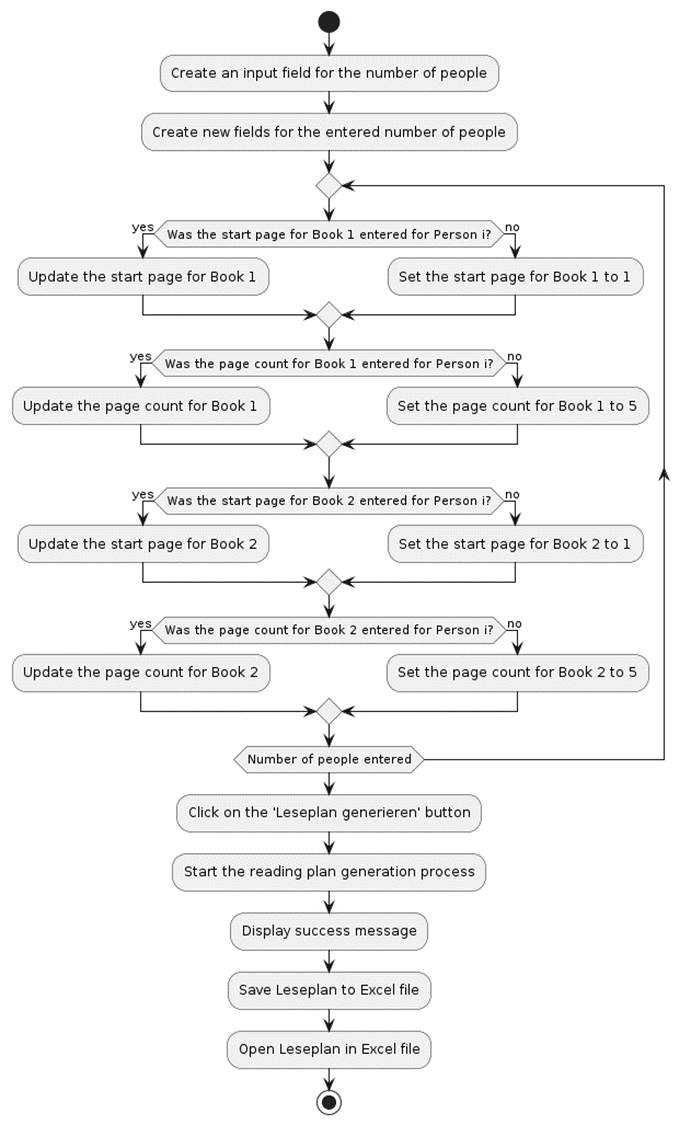 Create an input field for the number of people
Create new fields for the entered number of people
yes
Was the start page for Book 1 entered for Person i?
no
Update the start page for Book 1
Set the start page for Book 1 to 1
yes
Was the page count for Book 1 entered for Person i?
no
Update the page count for Book 1
Set the page count for Book 1 to 5
yes
Was the start page for Book 2 entered for Person i?
no
Update the start page for Book 2
Set the start page for Book 2 to 1
yes
Was the page count for Book 2 entered for Person i?
no
Update the page count for Book 2
Set the page count for Book 2 to 5
Number of people entered
Click on the 'Leseplan generieren' button
Start the reading plan generation process
Display success message
Save Leseplan to Excel file
Open Leseplan in Excel file